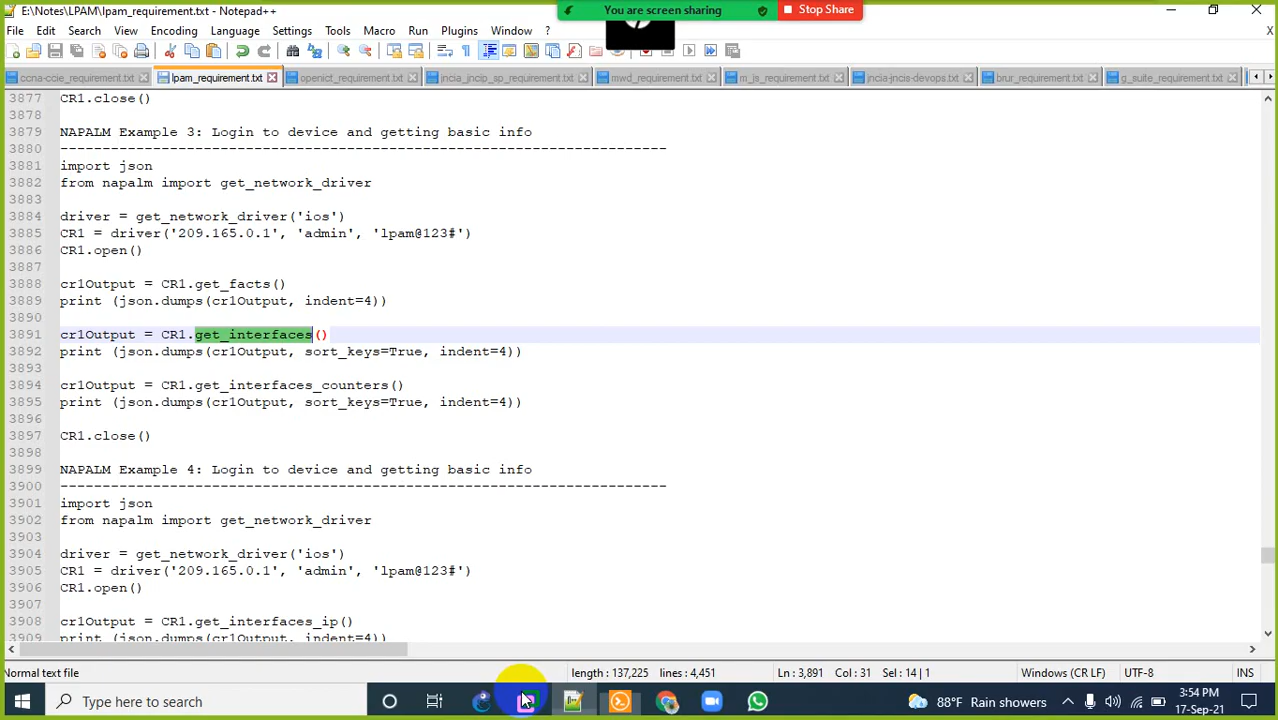 E:\Notes\LPAM\lpam_requirement.txt - Notepad++
You are screen sharing
Stop Share
File Edit Search View Encoding Language Settings Tools Macro Run Plugins Window ?
X
ccna-ccie_requirement.txt lpam_requirement.txt openict_requirement.txt jncia_jncip_sp_requirement.txt mwd_requirement.txt m_js_requirement.txt jncia-jncis-devops.txt brur_requirement.txt g_suite_requirement.txt
3877 CR1.close()
3878
3879 NAPALM Example 3: Login to device and getting basic info
3880 ------------------------------------------------------------------------
3881 import json
3882 from napalm import get_network_driver
3883
3884 driver = get_network_driver('ios')
3885 CR1 = driver('209.165.0.1', 'admin', 'lpam@123#')
3886 CR1.open()
3887
3888 cr1Output = CR1.get_facts()
3889 print (json.dumps(cr1Output, indent=4))
3890
3891 cr1Output = CR1.get_interfaces()
3892 print (json.dumps(cr1Output, sort_keys=True, indent=4))
3893
3894 cr1Output = CR1.get_interfaces_counters()
3895 print (json.dumps(cr1Output, sort_keys=True, indent=4))
3896
3897 CR1.close()
3898
3899 NAPALM Example 4: Login to device and getting basic info
3900 ------------------------------------------------------------------------
3901 import json
3902 from napalm import get_network_driver
3903
3904 driver = get_network_driver('ios')
3905 CR1 = driver('209.165.0.1', 'admin', 'lpam@123#')
3906 CR1.open()
3907
3908 cr1Output = CR1.get_interfaces_ip()
3909 print (json.dumps(cr1Output, indent=4))
Normal text file length : 137,225 lines : 4,451 Ln : 3,891 Col : 31 Sel : 14 | 1 Windows (CR LF) UTF-8 INS
Type here to search
88°F Rain showers
3:54 PM
17-Sep-21